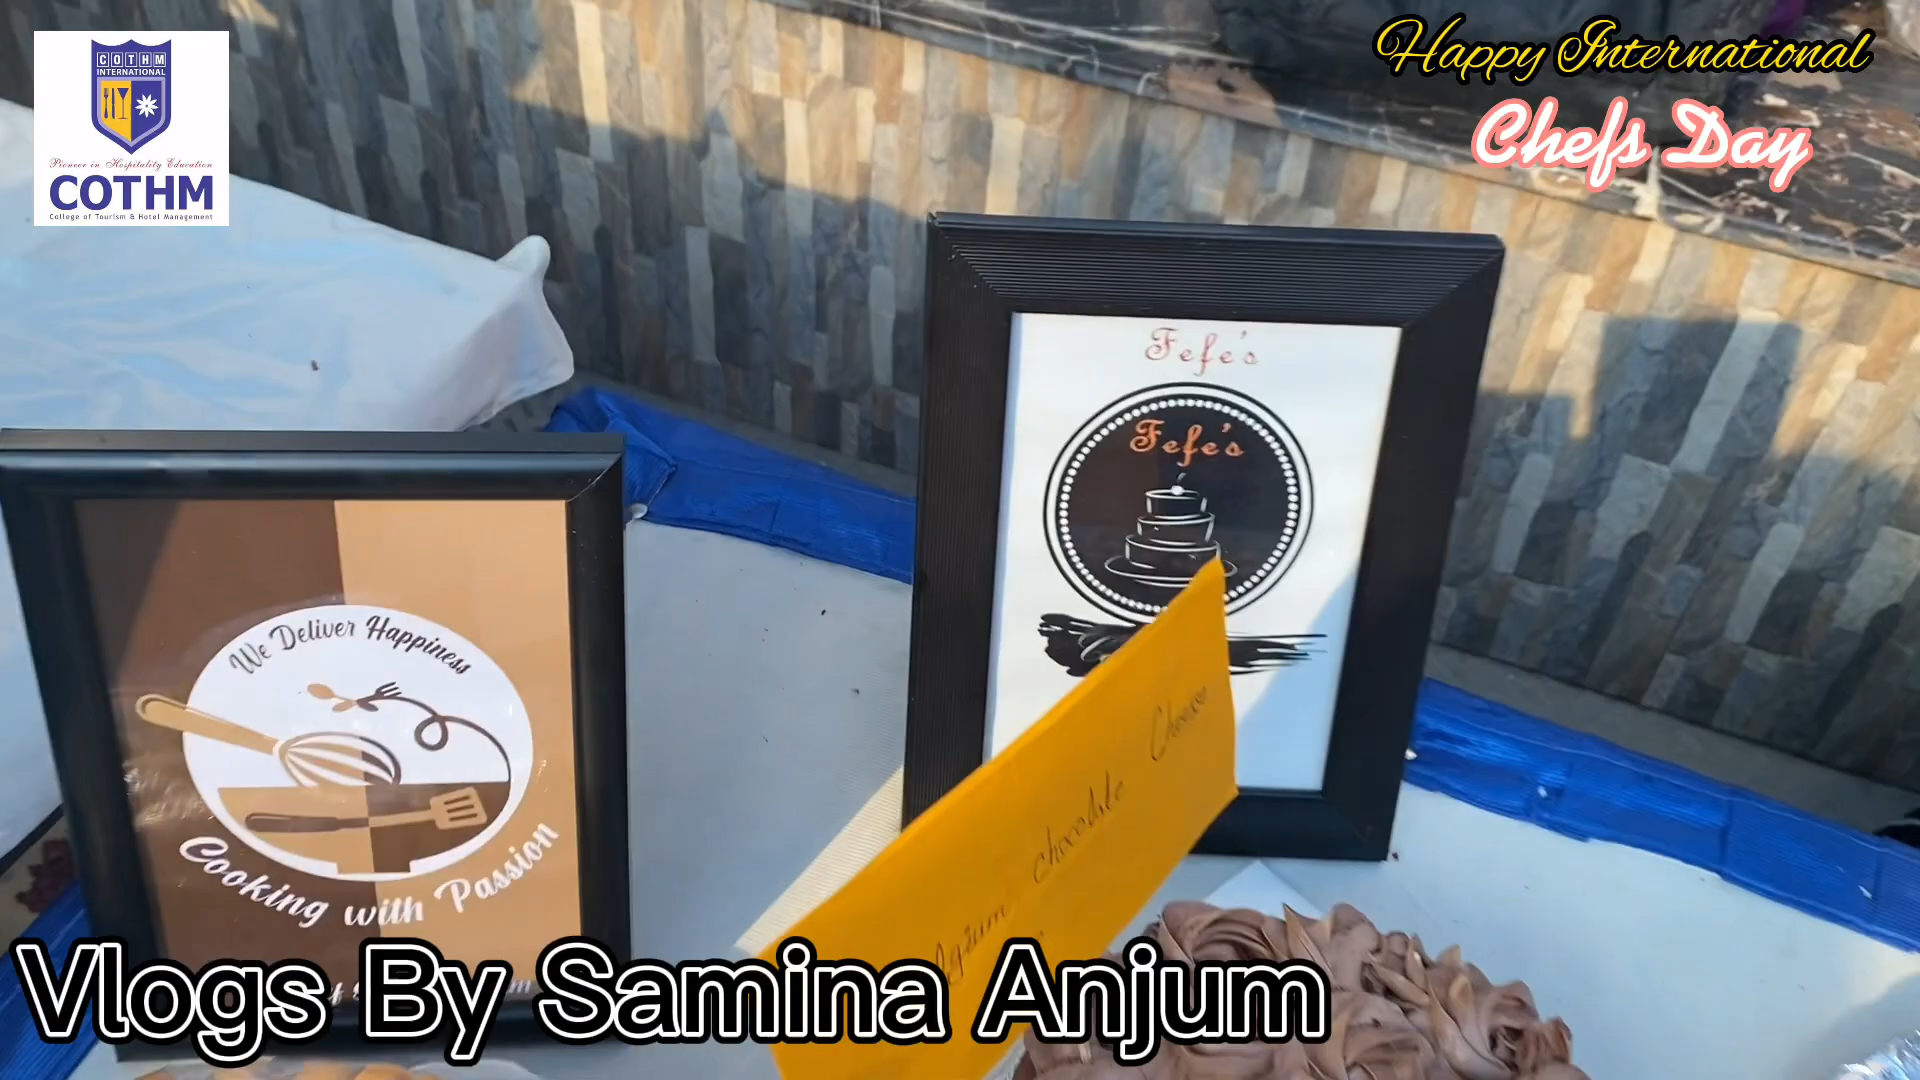 COTHM
INTERNATIONAL
Pioneer in Hospitality Education
COTHM
College of Tourism & Hotel Management
Happy International
Chefs Day
Fefe's
Fefe's
We Deliver Happiness
Cooking with Passion
Chocolate Cheese
Vlogs By Samina Anjum